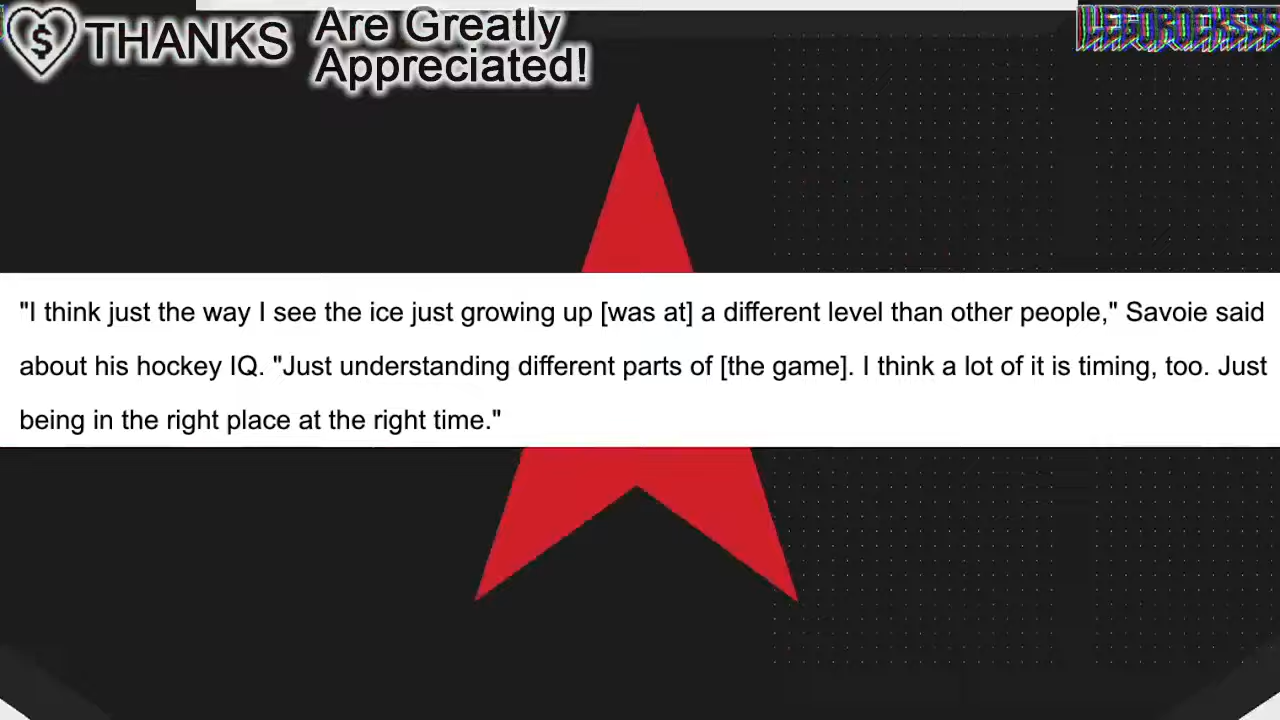 $ THANKS Are Greatly
Appreciated!
LEGOROCKS99
"I think just the way I see the ice just growing up [was at] a different level than other people," Savoie said
about his hockey IQ. "Just understanding different parts of [the game]. I think a lot of it is timing, too. Just
being in the right place at the right time."